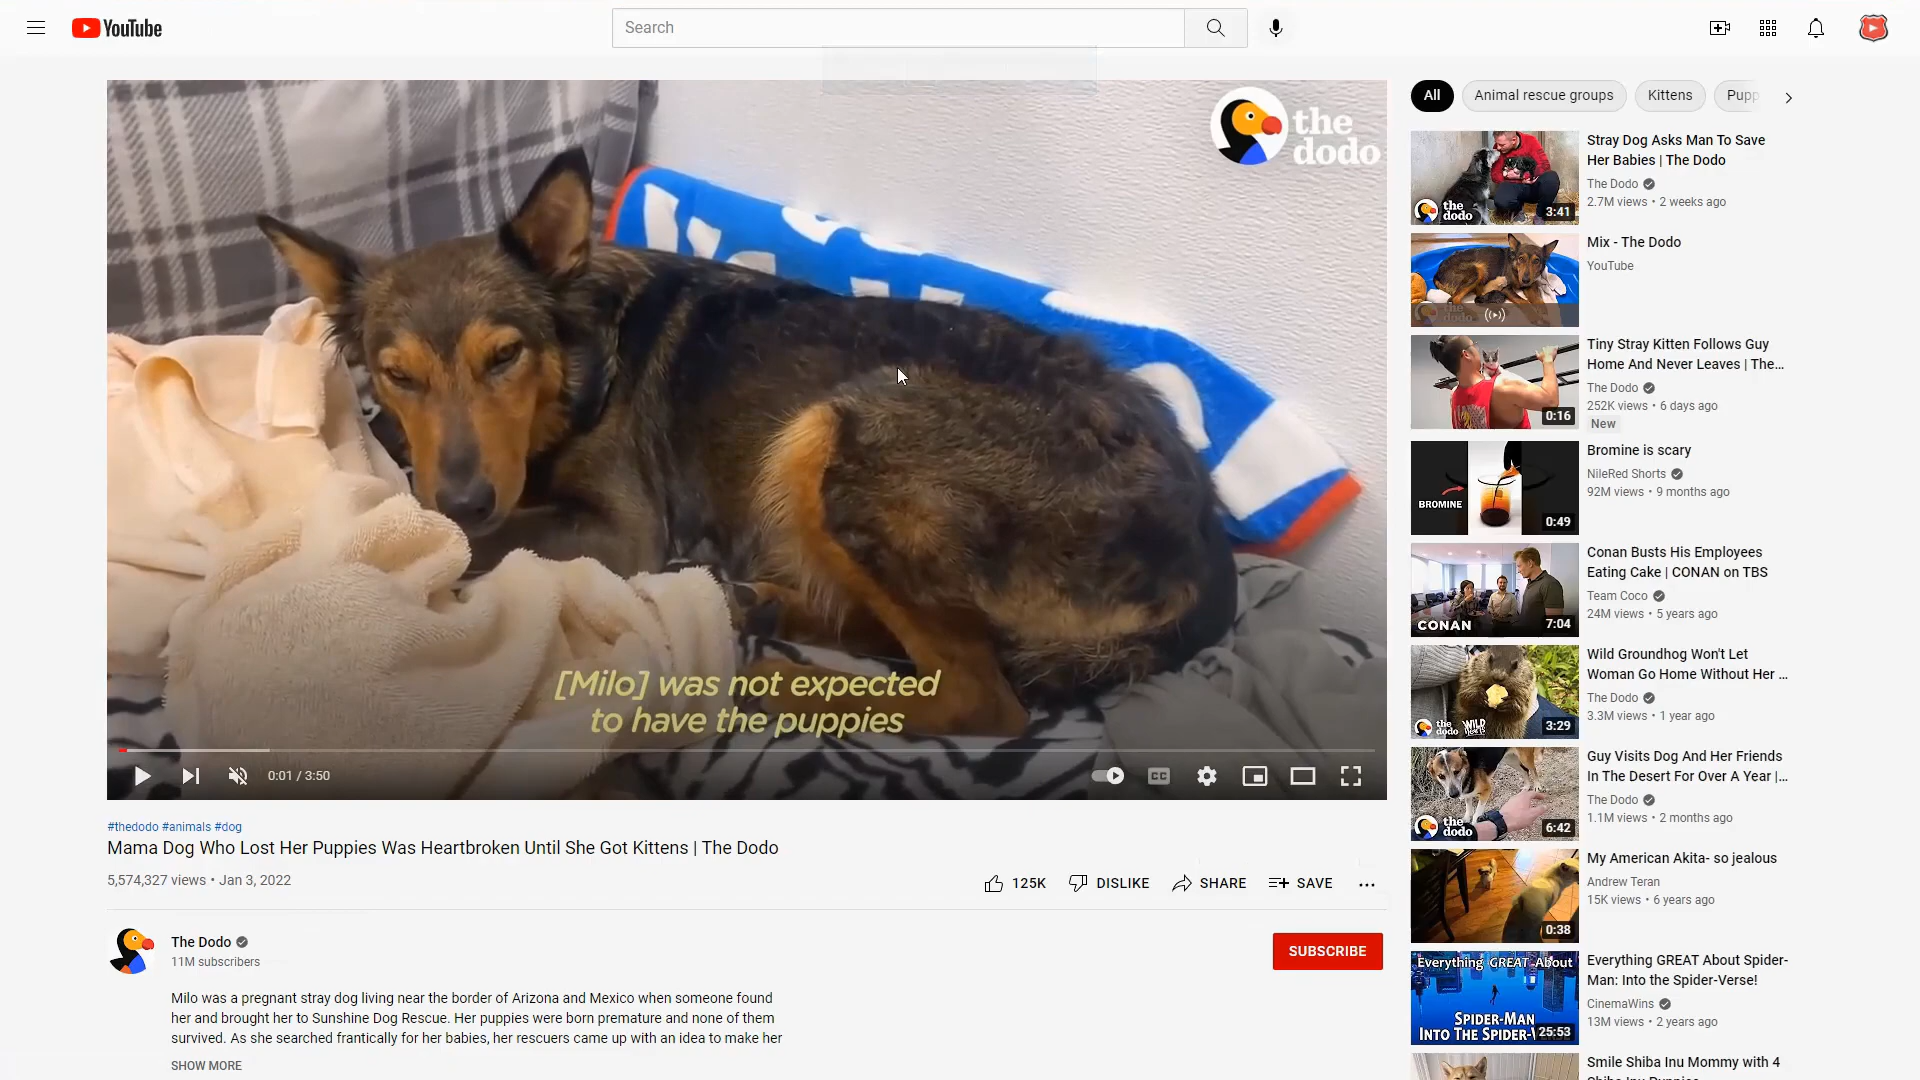 YouTube
Search
the
dodo
[Milo] was not expected
to have the puppies
0:01 / 3:50
CC
#thedodo #animals #dog
Mama Dog Who Lost Her Puppies Was Heartbroken Until She Got Kittens | The Dodo
5,574,327 views • Jan 3, 2022
125K
DISLIKE
SHARE
SAVE
The Dodo
11M subscribers
SUBSCRIBE
Milo was a pregnant stray dog living near the border of Arizona and Mexico when someone found
her and brought her to Sunshine Dog Rescue. Her puppies were born premature and none of them
survived. As she searched frantically for her babies, her rescuers came up with an idea to make her
SHOW MORE
All
Animal rescue groups
Kittens
Pupp
the
dodo
3:41
Stray Dog Asks Man To Save
Her Babies | The Dodo
The Dodo
2.7M views • 2 weeks ago
Mix - The Dodo
YouTube
0:16
Tiny Stray Kitten Follows Guy
Home And Never Leaves | The...
The Dodo
252K views • 6 days ago
New
BROMINE
0:49
Bromine is scary
NileRed Shorts
92M views • 9 months ago
CONAN
7:04
Conan Busts His Employees
Eating Cake | CONAN on TBS
Team Coco
24M views • 5 years ago
the
dodo
WILD
3:29
Wild Groundhog Won't Let
Woman Go Home Without Her ...
The Dodo
3.3M views • 1 year ago
the
dodo
6:42
Guy Visits Dog And Her Friends
In The Desert For Over A Year |...
The Dodo
1.1M views • 2 months ago
0:38
My American Akita- so jealous
Andrew Teran
15K views • 6 years ago
Everything GREAT About
SPIDER-MAN
INTO THE SPIDER-V
25:53
Everything GREAT About Spider-
Man: Into the Spider-Verse!
CinemaWins
13M views • 2 years ago
Smile Shiba Inu Mommy with 4